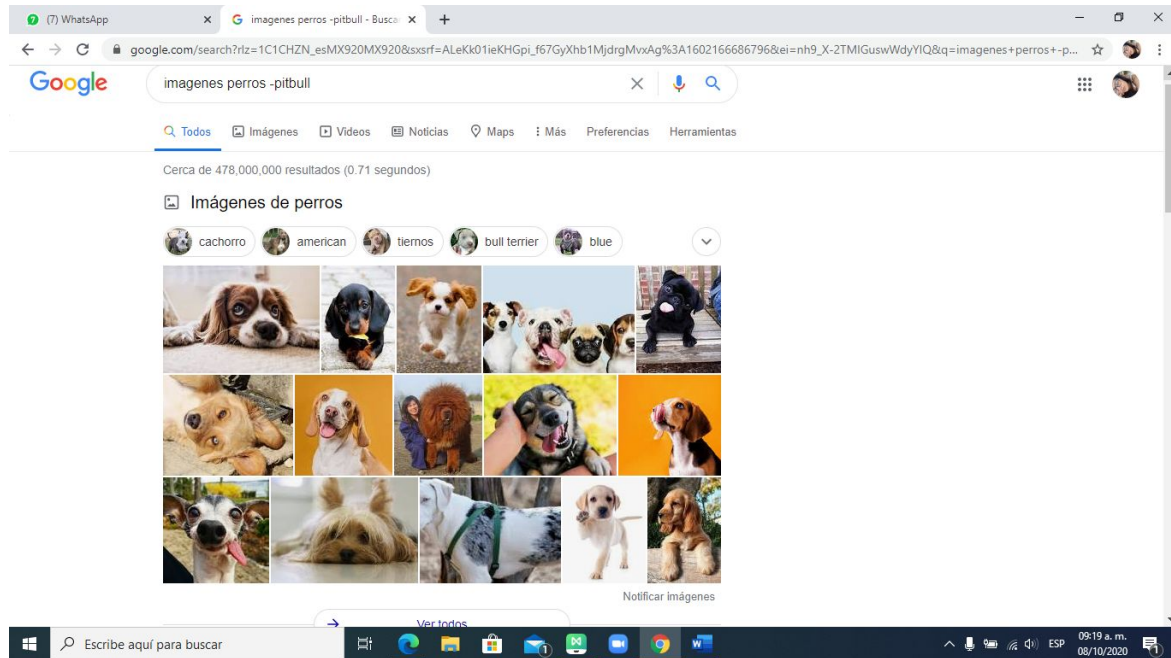 (7) WhatsApp
imagenes perros -pitbull - Busca
google.com/search?rlz=1C1CHZN_esMX920MX920&sxsrf=ALeKk01ieKHGpi_f67GyXhb1MjdrgMvxAg%3A1602166686796&ei=nh9_X-2TMIGuswWdyYIQ&q=imagenes+perros+-p...
Google
imagenes perros -pitbull
Todos Imágenes Videos Noticias Maps Más Preferencias Herramientas
Cerca de 478,000,000 resultados (0.71 segundos)
Imágenes de perros
cachorro american tiernos bull terrier blue
Notificar imágenes
Ver todos
Escribe aquí para buscar
1
W
ESP
09:19 a. m.
08/10/2020
1